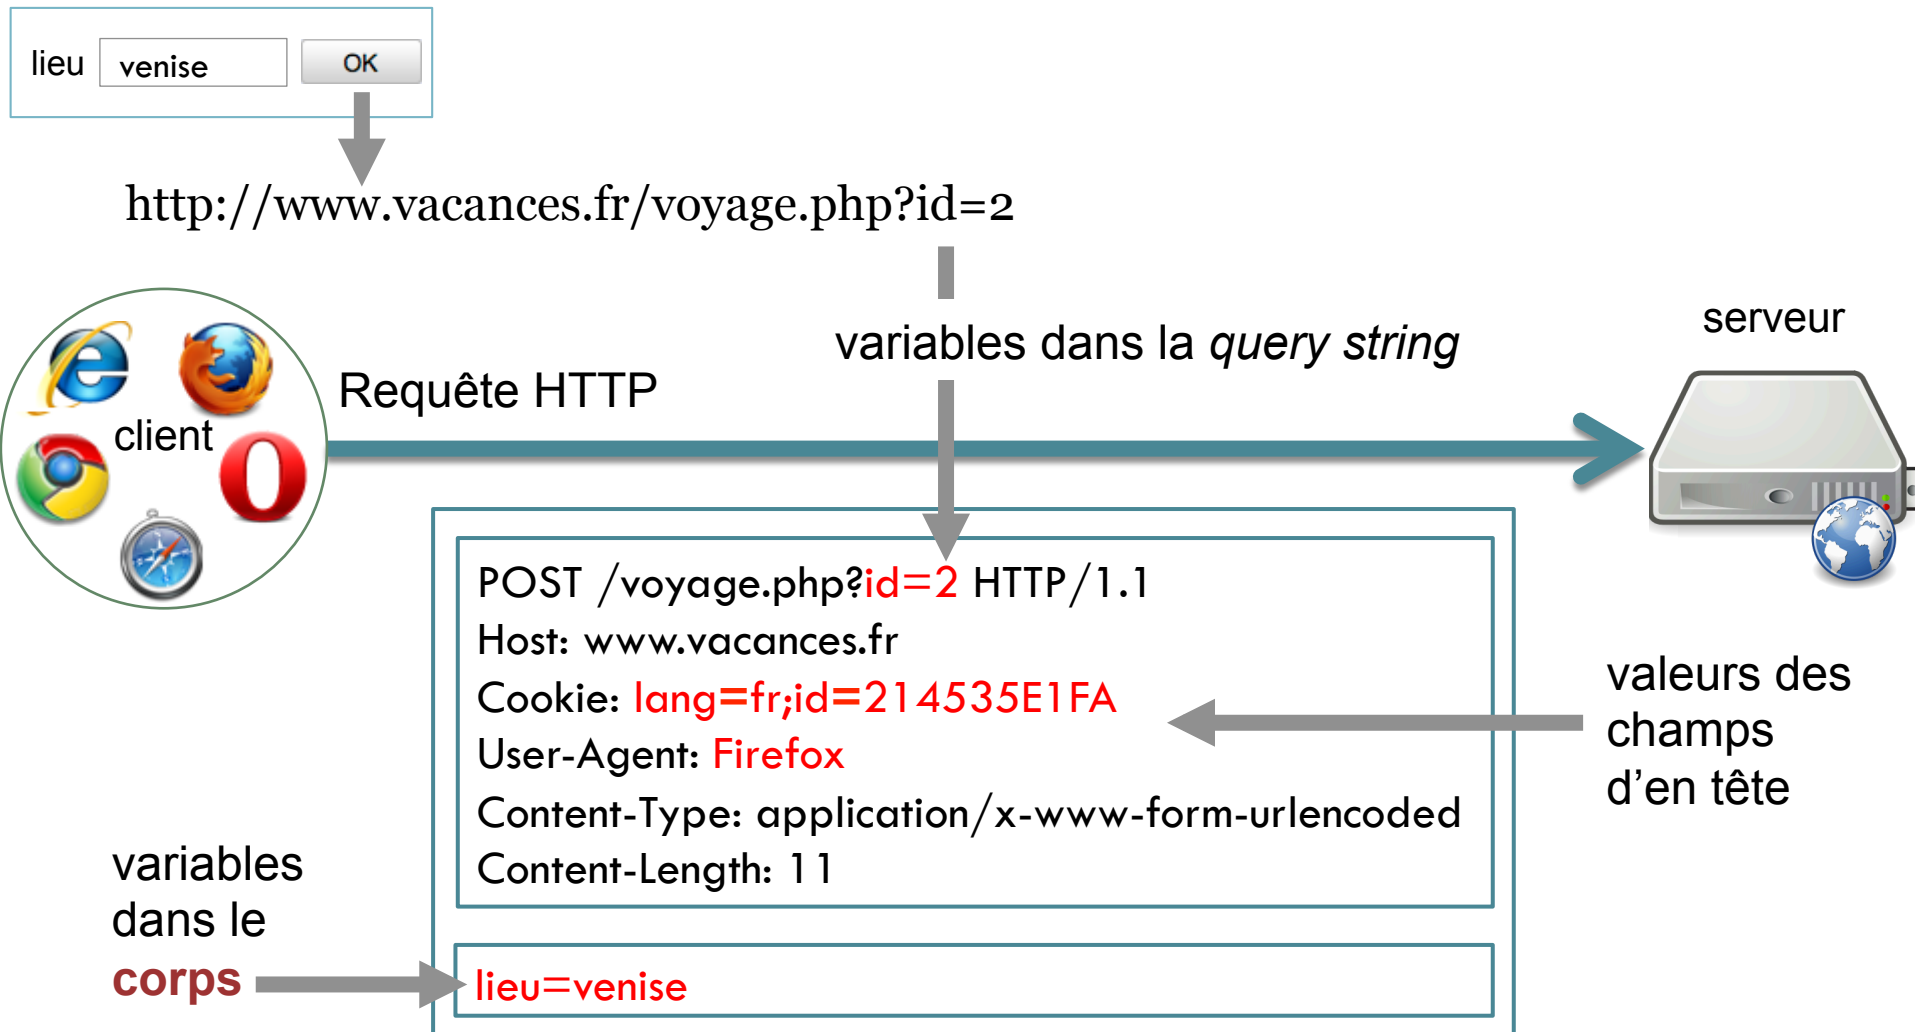 lieu venise OK
http://www.vacances.fr/voyage.php?id=2
variables dans la query string
serveur
Requête HTTP
client
POST /voyage.php?id=2 HTTP/1.1
Host: www.vacances.fr
Cookie: lang=fr;id=214535E1FA
User-Agent: Firefox
Content-Type: application/x-www-form-urlencoded
Content-Length: 11
valeurs des
champs
d’en tête
variables
dans le
corps
lieu=venise